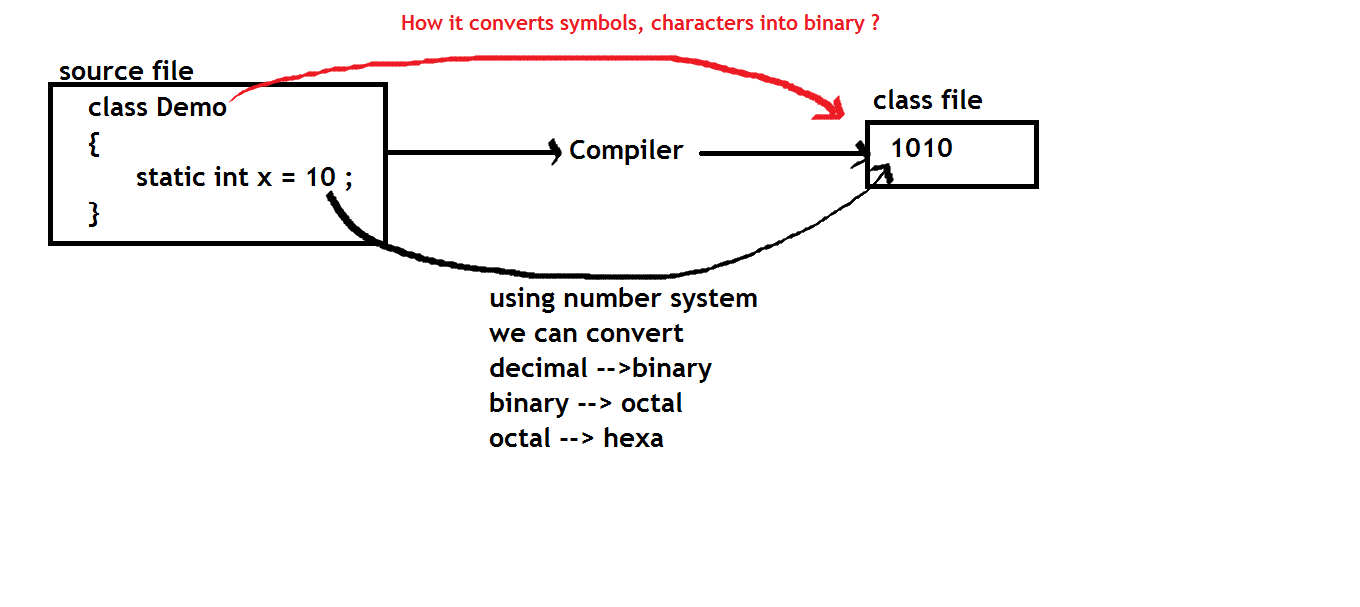 How it converts symbols, characters into binary ?
source file
class Demo
{
static int x = 10 ;
}
Compiler
class file
1010
using number system
we can convert
decimal -->binary
binary --> octal
octal --> hexa